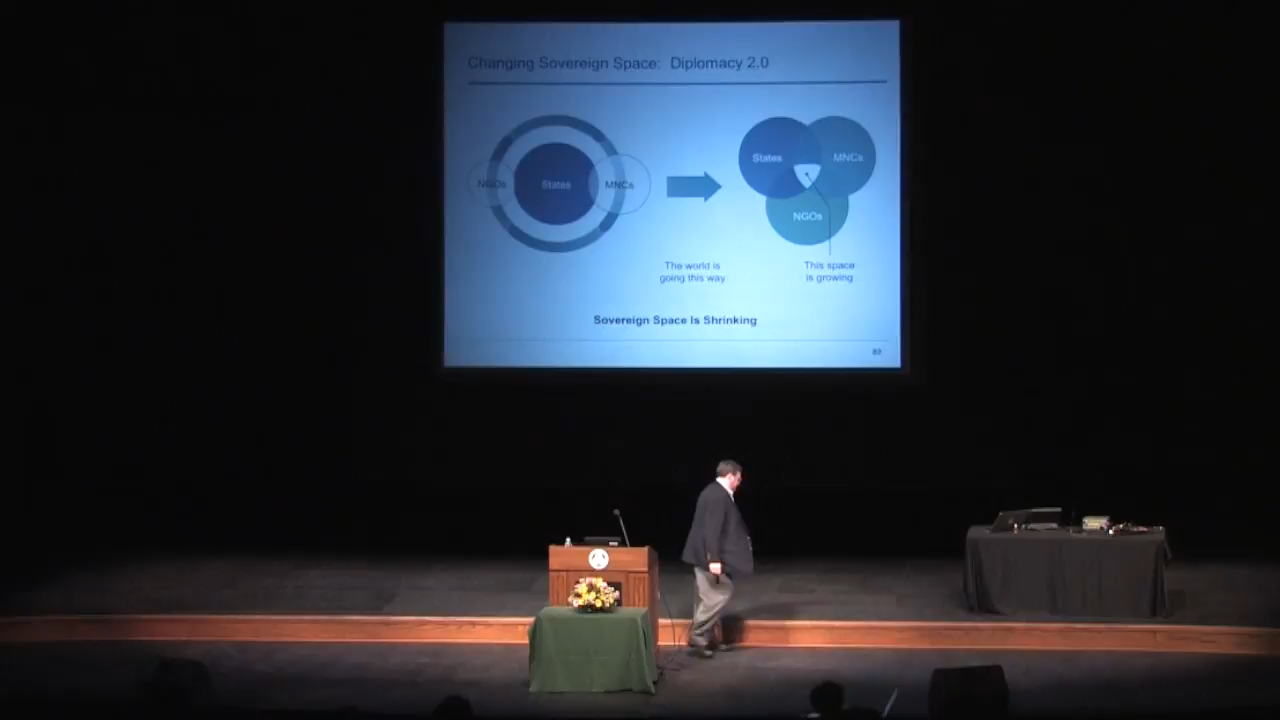 Changing Sovereign Space: Diplomacy 2.0
NGOs
States
MNCs
States
MNCs
NGOs
The world is
going this way
This space
is growing
Sovereign Space Is Shrinking